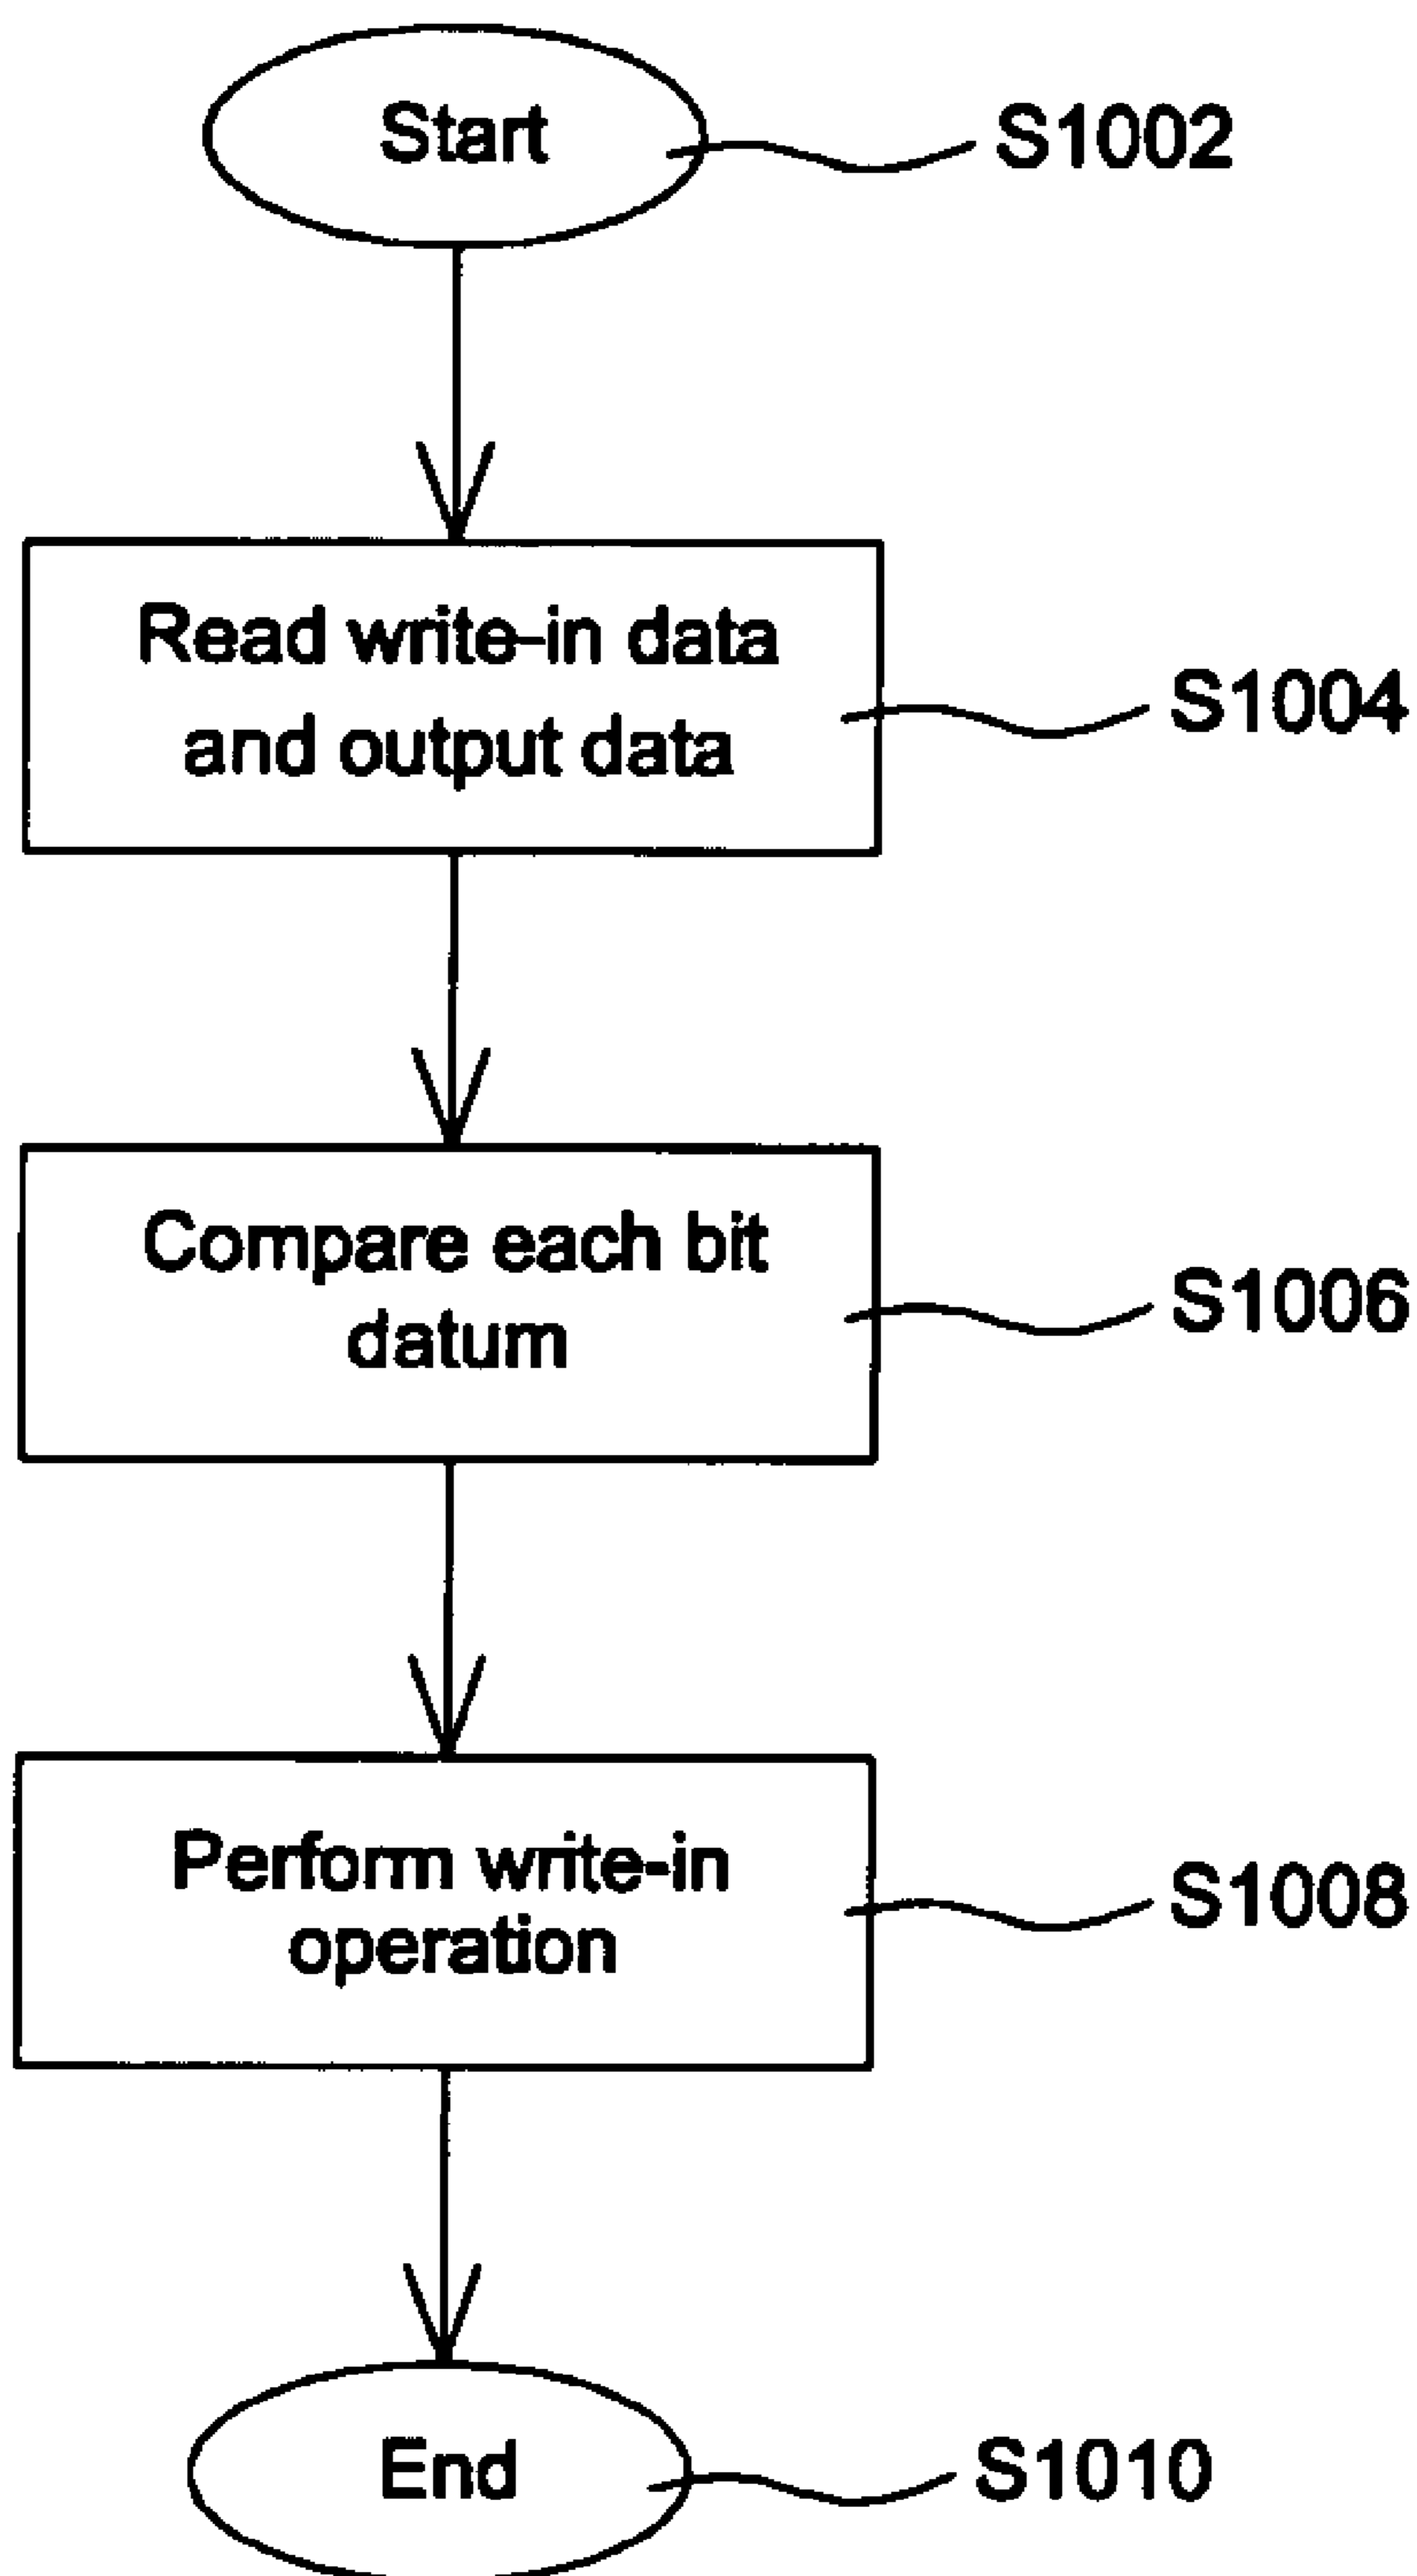 Start
S1002
Read write-in data
and output data
S1004
Compare each bit
datum
S1006
Perform write-in
operation
S1008
End
S1010